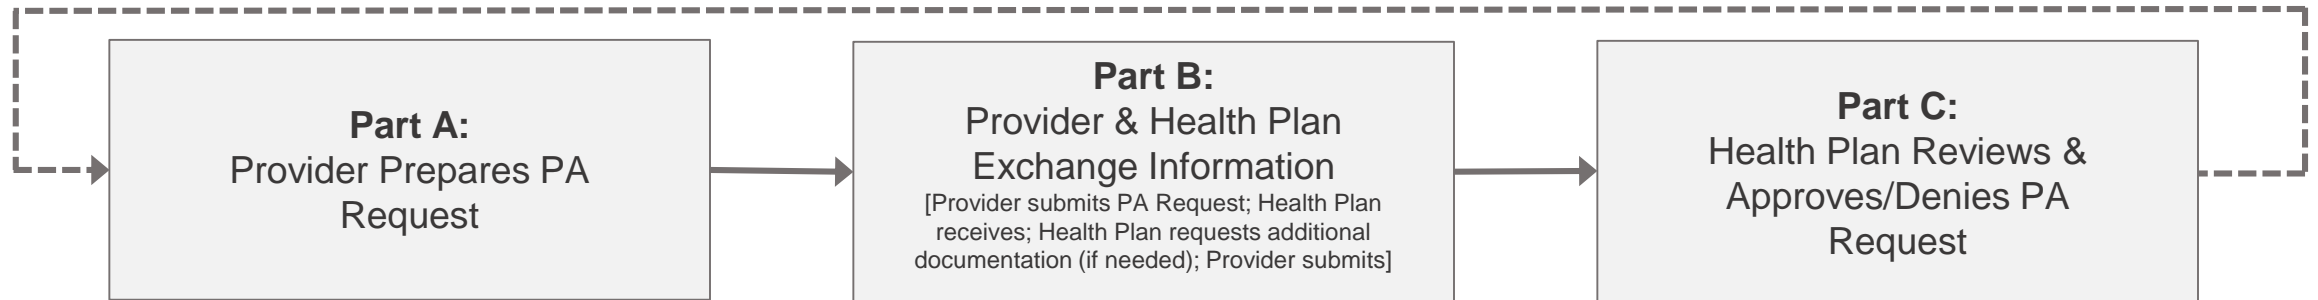 Part A:
Provider Prepares PA
Request
Part B:
Provider & Health Plan
Exchange Information
[Provider submits PA Request; Health Plan
receives; Health Plan requests additional
documentation (if needed); Provider submits]
Part C:
Health Plan Reviews &
Approves/Denies PA
Request